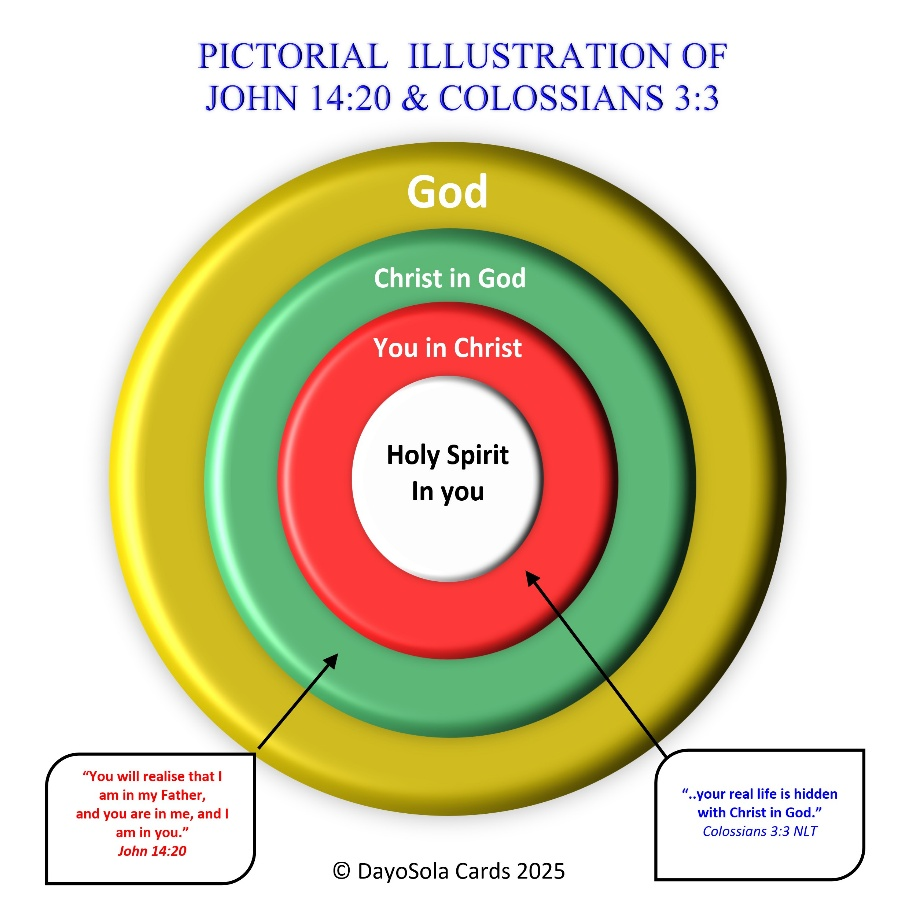 PICTORIAL ILLUSTRATION OF
JOHN 14:20 & COLOSSIANS 3:3
God
Christ in God
You in Christ
Holy Spirit
In you
“You will realise that I
am in my Father,
and you are in me, and I
am in you.”
John 14:20
“..your real life is hidden
with Christ in God.”
Colossians 3:3 NLT
© DayoSola Cards 2025